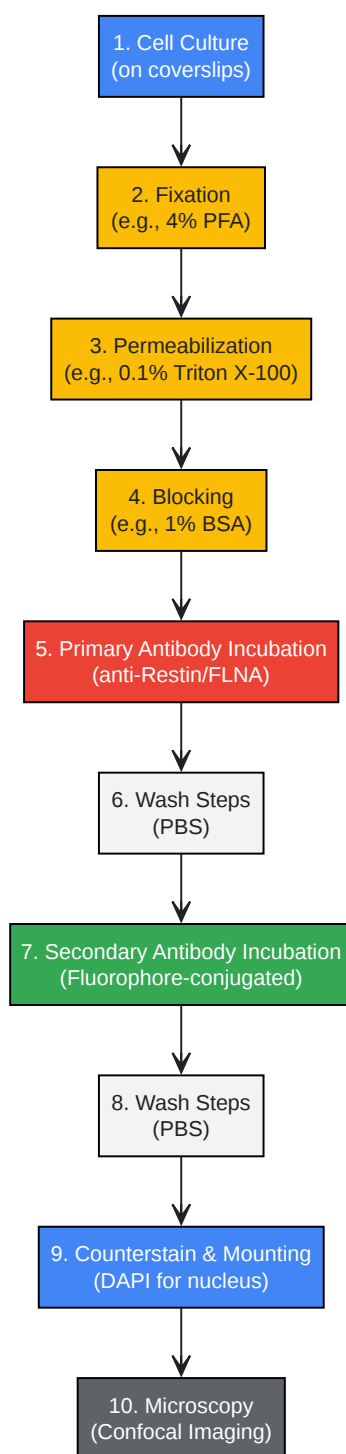 1. Cell Culture
(on coverslips)
2. Fixation
(e.g., 4% PFA)
3. Permeabilization
(e.g., 0.1% Triton X-100)
4. Blocking
(e.g., 1% BSA)
5. Primary Antibody Incubation
(anti-Restin/FLNA)
6. Wash Steps
(PBS)
7. Secondary Antibody Incubation
(Fluorophore-conjugated)
8. Wash Steps
(PBS)
9. Counterstain & Mounting
(DAPI for nucleus)
10. Microscopy
(Confocal Imaging)